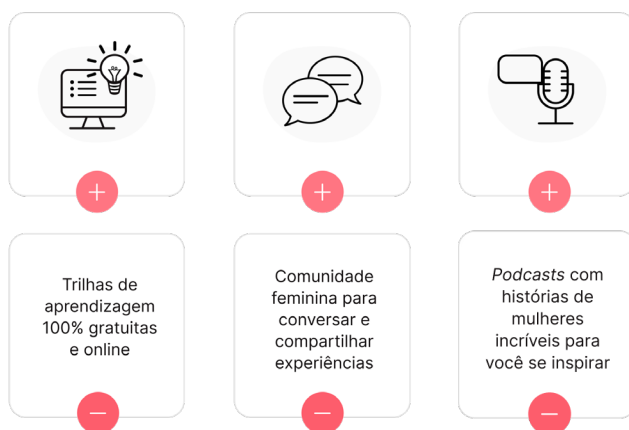 Trilhas de
aprendizagem
100% gratuitas
e online
Comunidade
feminina para
conversar e
compartilhar
experiências
Podcasts com
histórias de
mulheres
incríveis para
você se inspirar